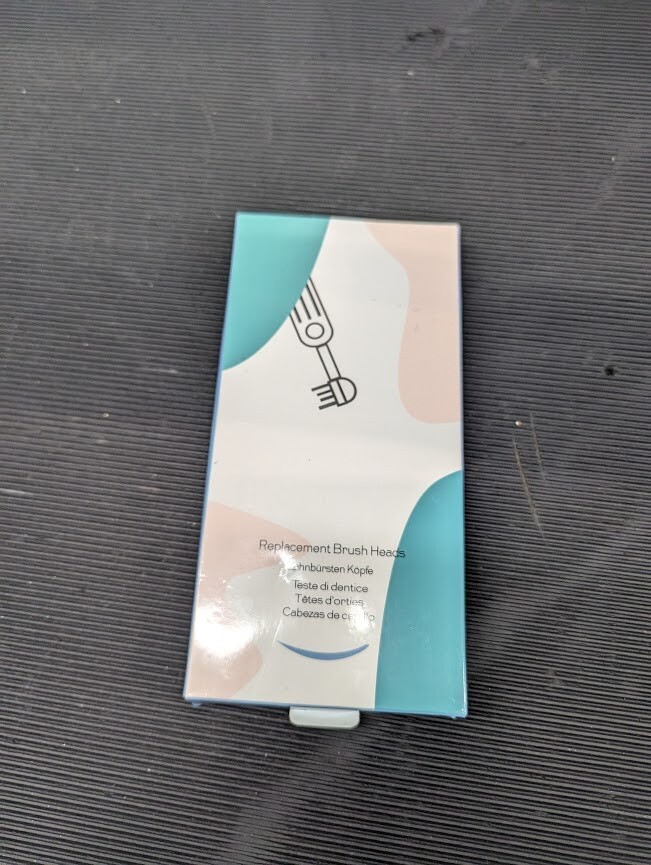 Replacement Brush Heads
Köpfe
Teste di dentice
Têtes d'orties
Cabezas de